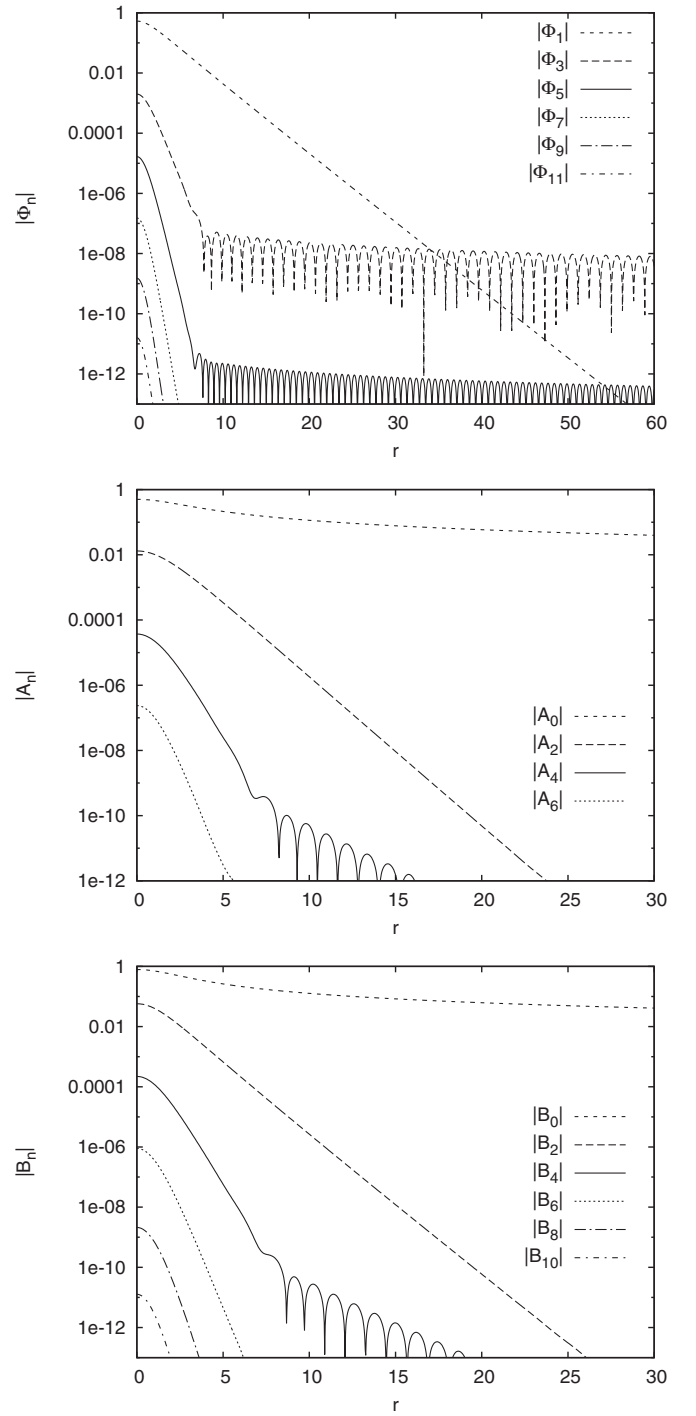 1
0.01
0.0001
1e-06
1e-08
1e-10
1e-12
|Φn|
0 10 20 30 40 50 60
r
|Φ1|
|Φ3|
|Φ5|
|Φ7|
|Φ9|
|Φ11|
1
0.01
0.0001
1e-06
1e-08
1e-10
1e-12
|An|
0 5 10 15 20 25 30
r
|A0|
|A2|
|A4|
|A6|
1
0.01
0.0001
1e-06
1e-08
1e-10
1e-12
|Bn|
0 5 10 15 20 25 30
r
|B0|
|B2|
|B4|
|B6|
|B8|
|B10|